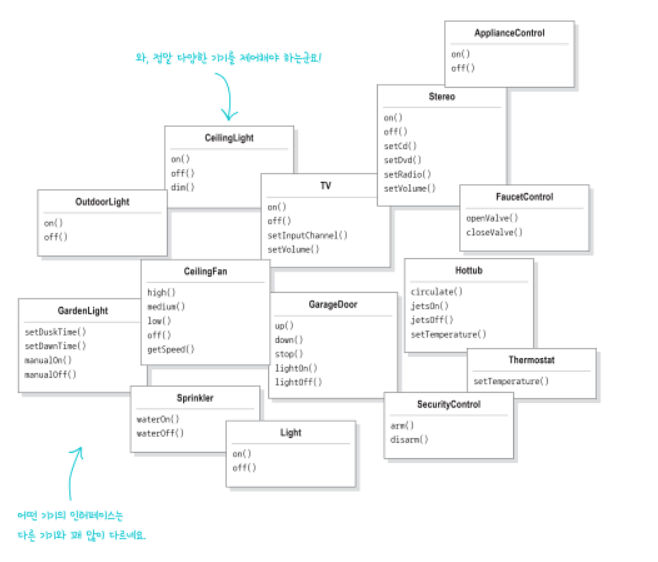 와, 정말 다양한 기기를 제어해야 하는군요!
ApplianceControl
on()
off()
Stereo
on()
off()
setCd()
setDvd()
setRadio()
setVolume()
CeilingLight
on()
off()
dim()
TV
on()
off()
setInputChannel()
setVolume()
OutdoorLight
on()
off()
FaucetControl
openValve()
closeValve()
CeilingFan
high()
medium()
low()
off()
getSpeed()
Hottub
circulate()
jetsOn()
jetsOff()
setTemperature()
GardenLight
setDuskTime()
setDawnTime()
manualOn()
manualOff()
GarageDoor
up()
down()
stop()
lightOn()
lightOff()
Thermostat
setTemperature()
Sprinkler
waterOn()
waterOff()
SecurityControl
arm()
disarm()
Light
on()
off()
어떤 기기의 인터페이스는
다른 기기와 꽤 많이 다르네요.